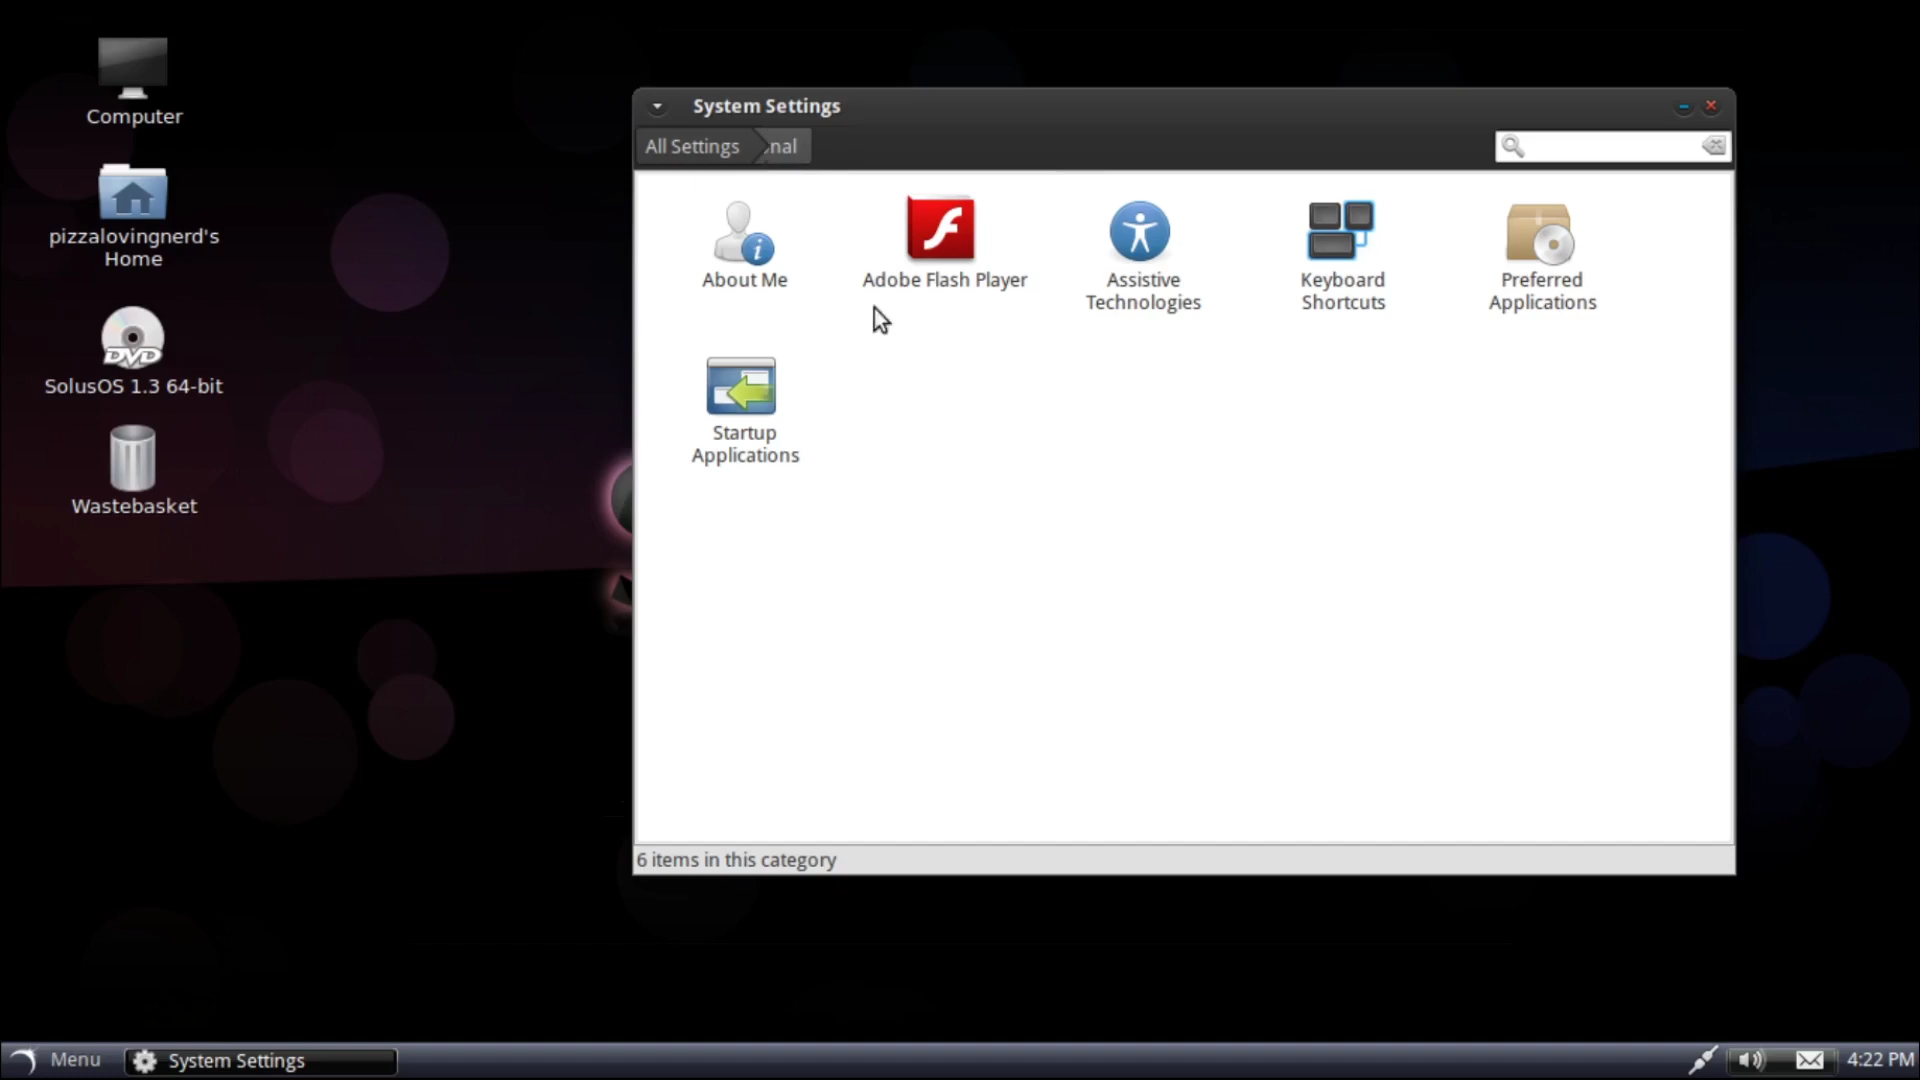 Computer
pizzalovingnerd's
Home
DVD
SolusOS 1.3 64-bit
Wastebasket
System Settings
All Settings
nal
About Me
Adobe Flash Player
Assistive
Technologies
Keyboard
Shortcuts
Preferred
Applications
Startup
Applications
6 items in this category
Menu
System Settings
4:22 PM